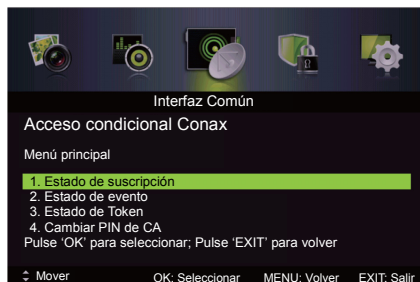 Interfaz Común
Acceso condicional Conax
Menú principal
1. Estado de suscripción
2. Estado de evento
3. Estado de Token
4. Cambiar PIN de CA
Pulse ‘OK’ para seleccionar; Pulse ‘EXIT’ para volver
Mover OK: Seleccionar MENU: Volver EXIT: Salir